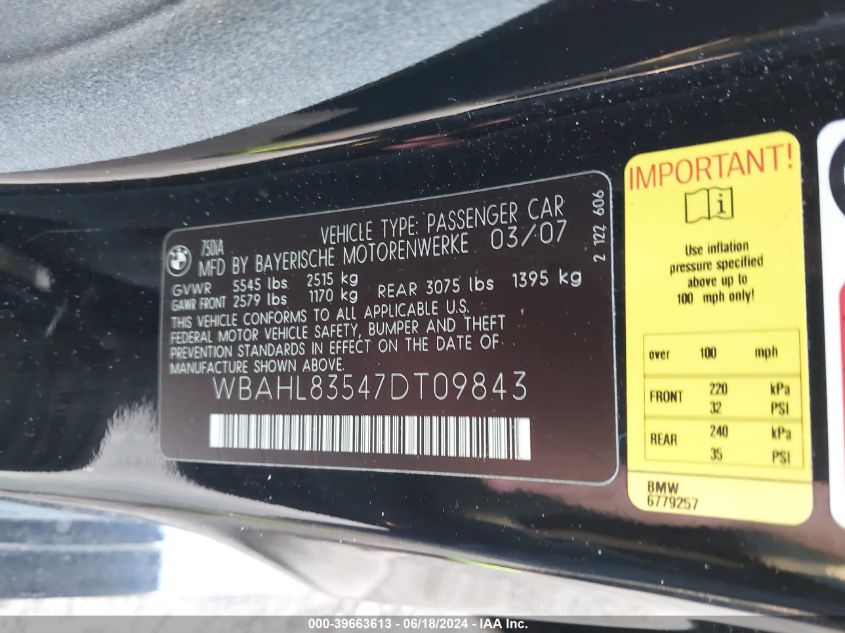 BMW
750iA
VEHICLE TYPE: PASSENGER CAR
MFD BY BAYERISCHE MOTORENWERKE 03/07
GVWR 5545 lbs 2515 kg
GAWR FRONT 2579 lbs 1170 kg REAR 3075 lbs 1395 kg
THIS VEHICLE CONFORMS TO ALL APPLICABLE U.S.
FEDERAL MOTOR VEHICLE SAFETY, BUMPER AND THEFT
PREVENTION STANDARDS IN EFFECT ON THE DATE OF
MANUFACTURE SHOWN ABOVE.
WBAHL83547DT09843
2 122 606
IMPORTANT!
i
Use inflation
pressure specified
above up to
100 mph only!
over 100 mph
FRONT 220 kPa
32 PSI
REAR 240 kPa
35 PSI
BMW
6779257
000-39663613 - 06/18/2024 - IAA Inc.